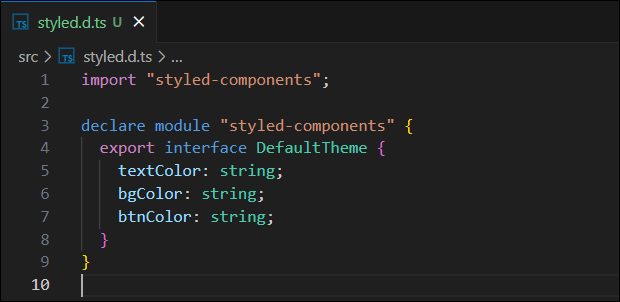 TS styled.d.ts U ×
src > TS styled.d.ts > ...
1 import "styled-components";
2
3 declare module "styled-components" {
4   export interface DefaultTheme {
5     textColor: string;
6     bgColor: string;
7     btnColor: string;
8   }
9 }
10